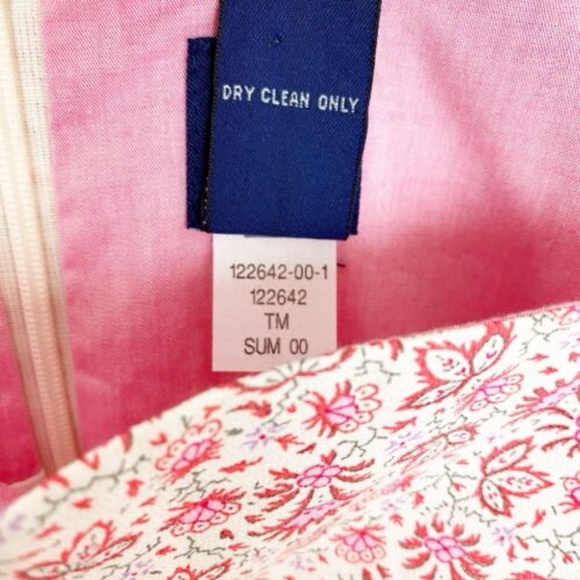 DRY CLEAN ONLY
122642-00-1
122642
TM
SUM 00